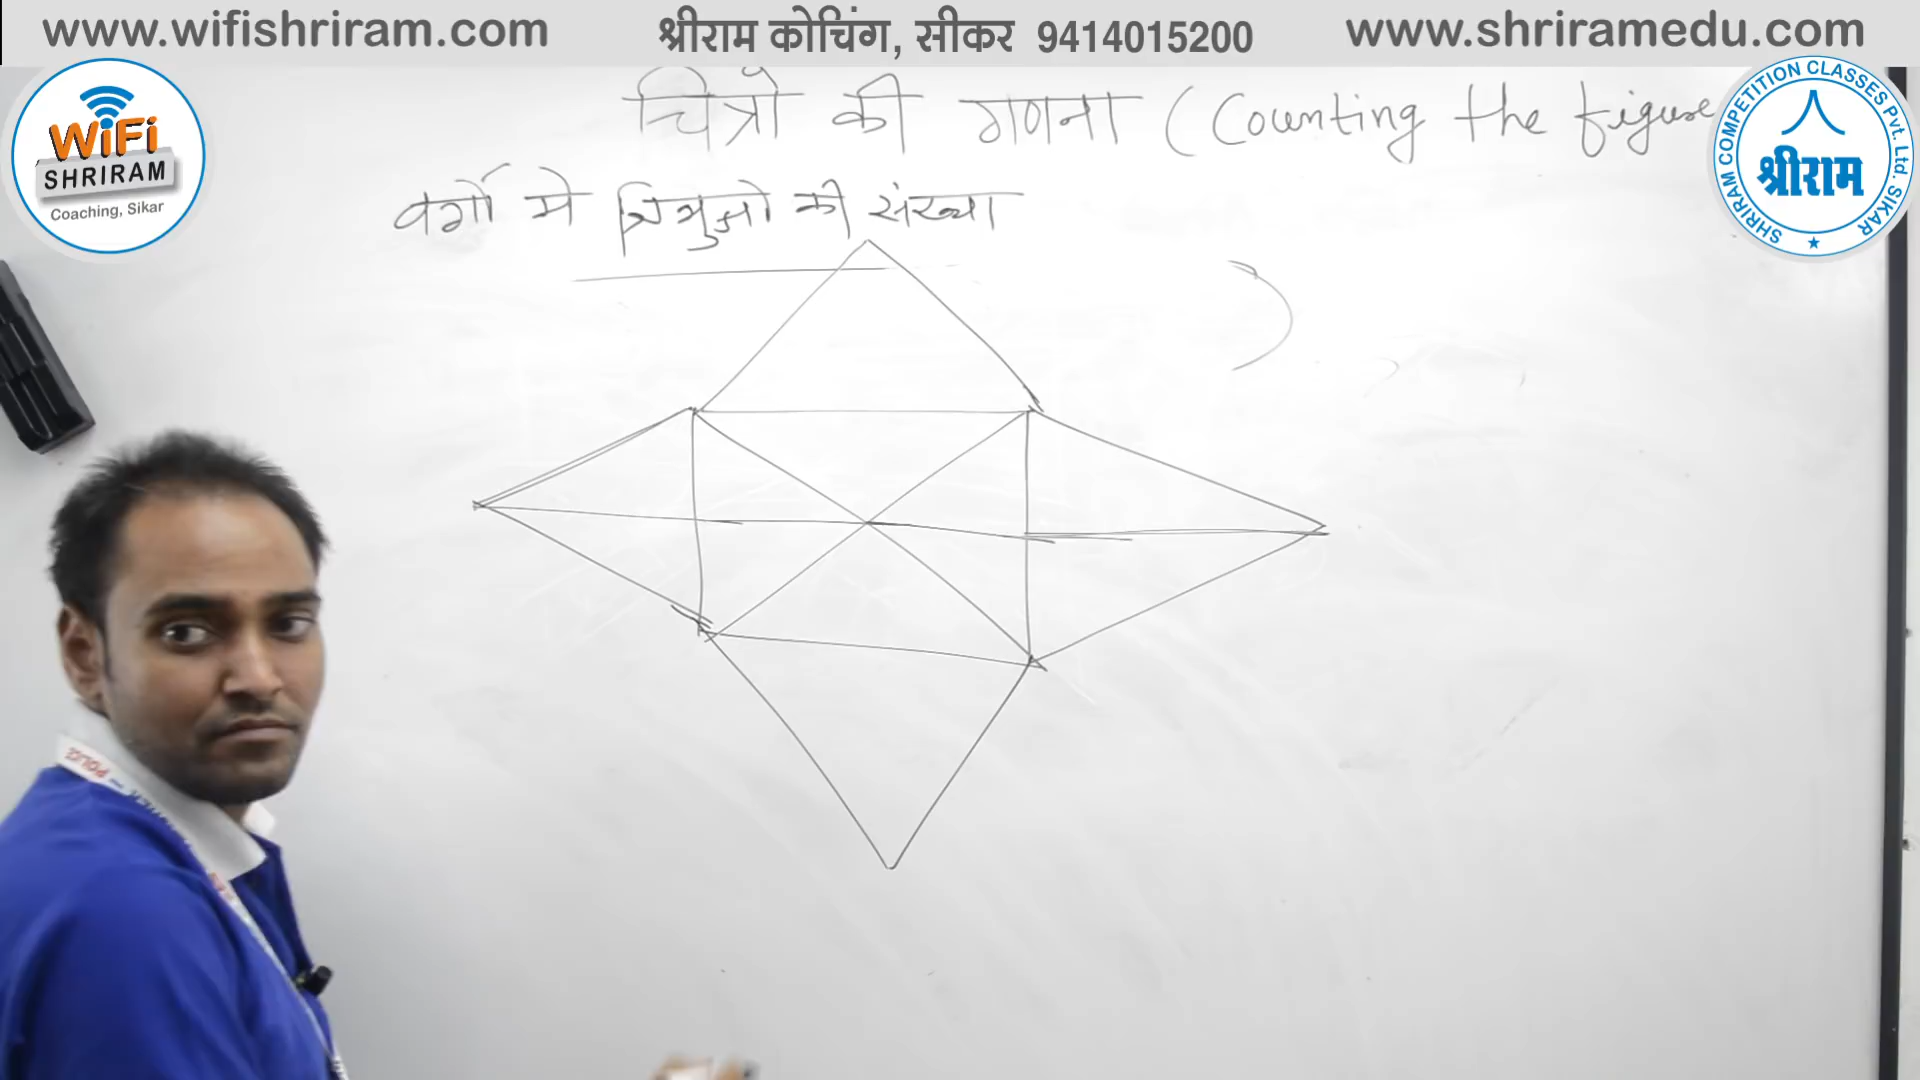 www.wifishriram.com श्रीराम कोचिंग, सीकर 9414015200 www.shriramedu.com
WiFi
SHRIRAM
Coaching, Sikar
SHRIRAM COMPETITION CLASSES Pvt. Ltd. SIKAR
श्रीराम
चित्रों की गणना (Counting the figure
वर्गों में त्रिभुजों की संख्या
POLICE